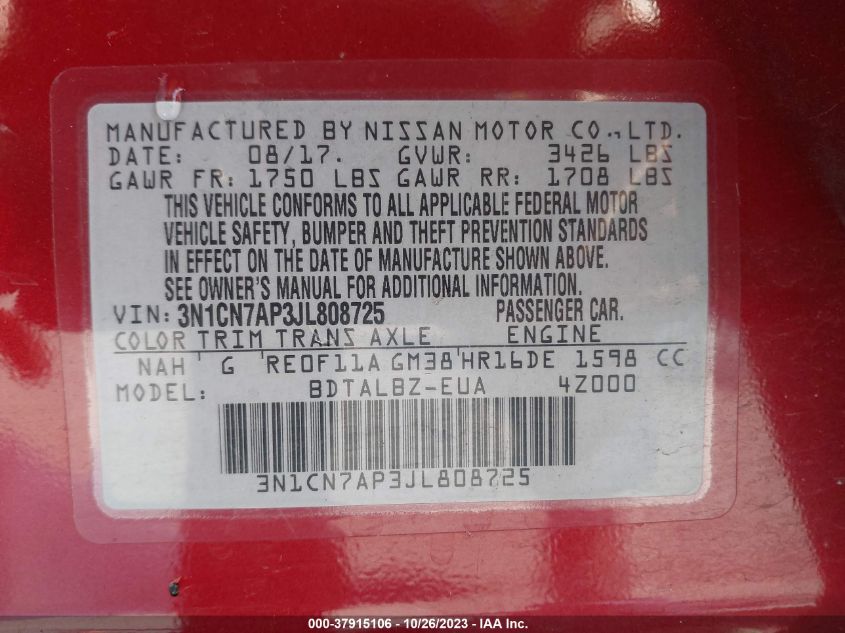 MANUFACTURED BY NISSAN MOTOR CO., LTD.
DATE: 08/17. GVWR: 3426 LBS
GAWR FR: 1750 LBS GAWR RR: 1708 LBS
THIS VEHICLE CONFORMS TO ALL APPLICABLE FEDERAL MOTOR
VEHICLE SAFETY, BUMPER AND THEFT PREVENTION STANDARDS
IN EFFECT ON THE DATE OF MANUFACTURE SHOWN ABOVE.
SEE OWNER'S MANUAL FOR ADDITIONAL INFORMATION.
VIN: 3N1CN7AP3JL808725 PASSENGER CAR.
COLOR TRIM TRANS AXLE ENGINE
NAH G RE0F11A GM38 HR16DE 1598 CC
MODEL: BDTALBZ-EUA 4Z000
3N1CN7AP3JL808725
000-37915106 - 10/26/2023 - IAA Inc.